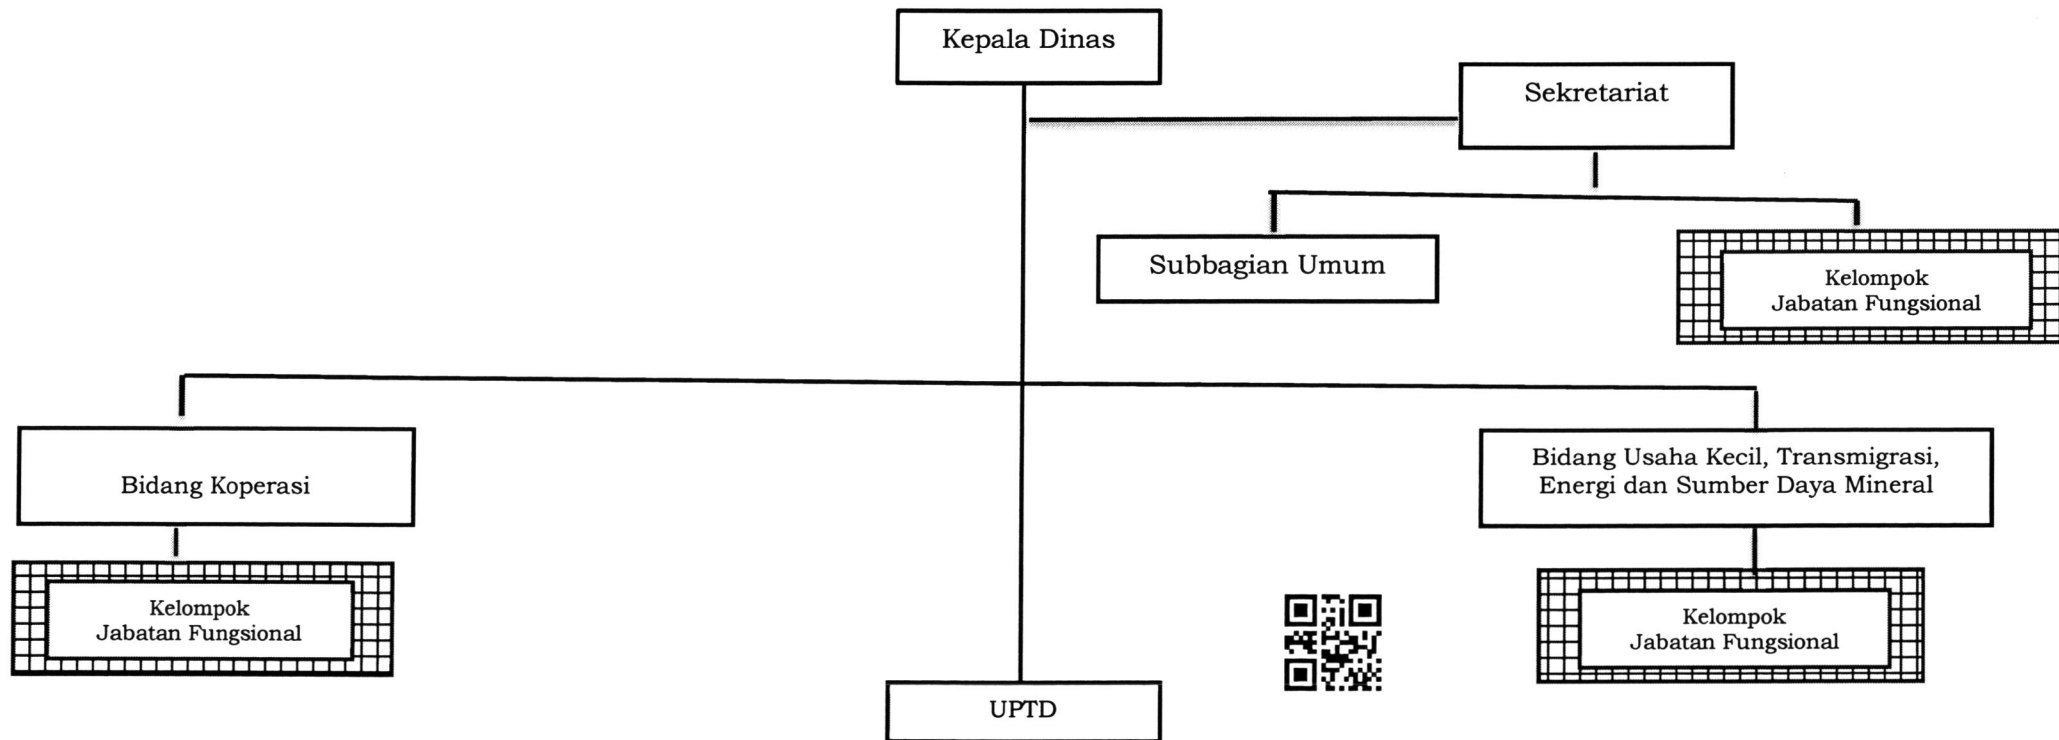 Kepala Dinas
Sekretariat
Subbagian Umum
Kelompok
Jabatan Fungsional
Bidang Koperasi
Bidang Usaha Kecil, Transmigrasi,
Energi dan Sumber Daya Mineral
Kelompok
Jabatan Fungsional
Kelompok
Jabatan Fungsional
UPTD